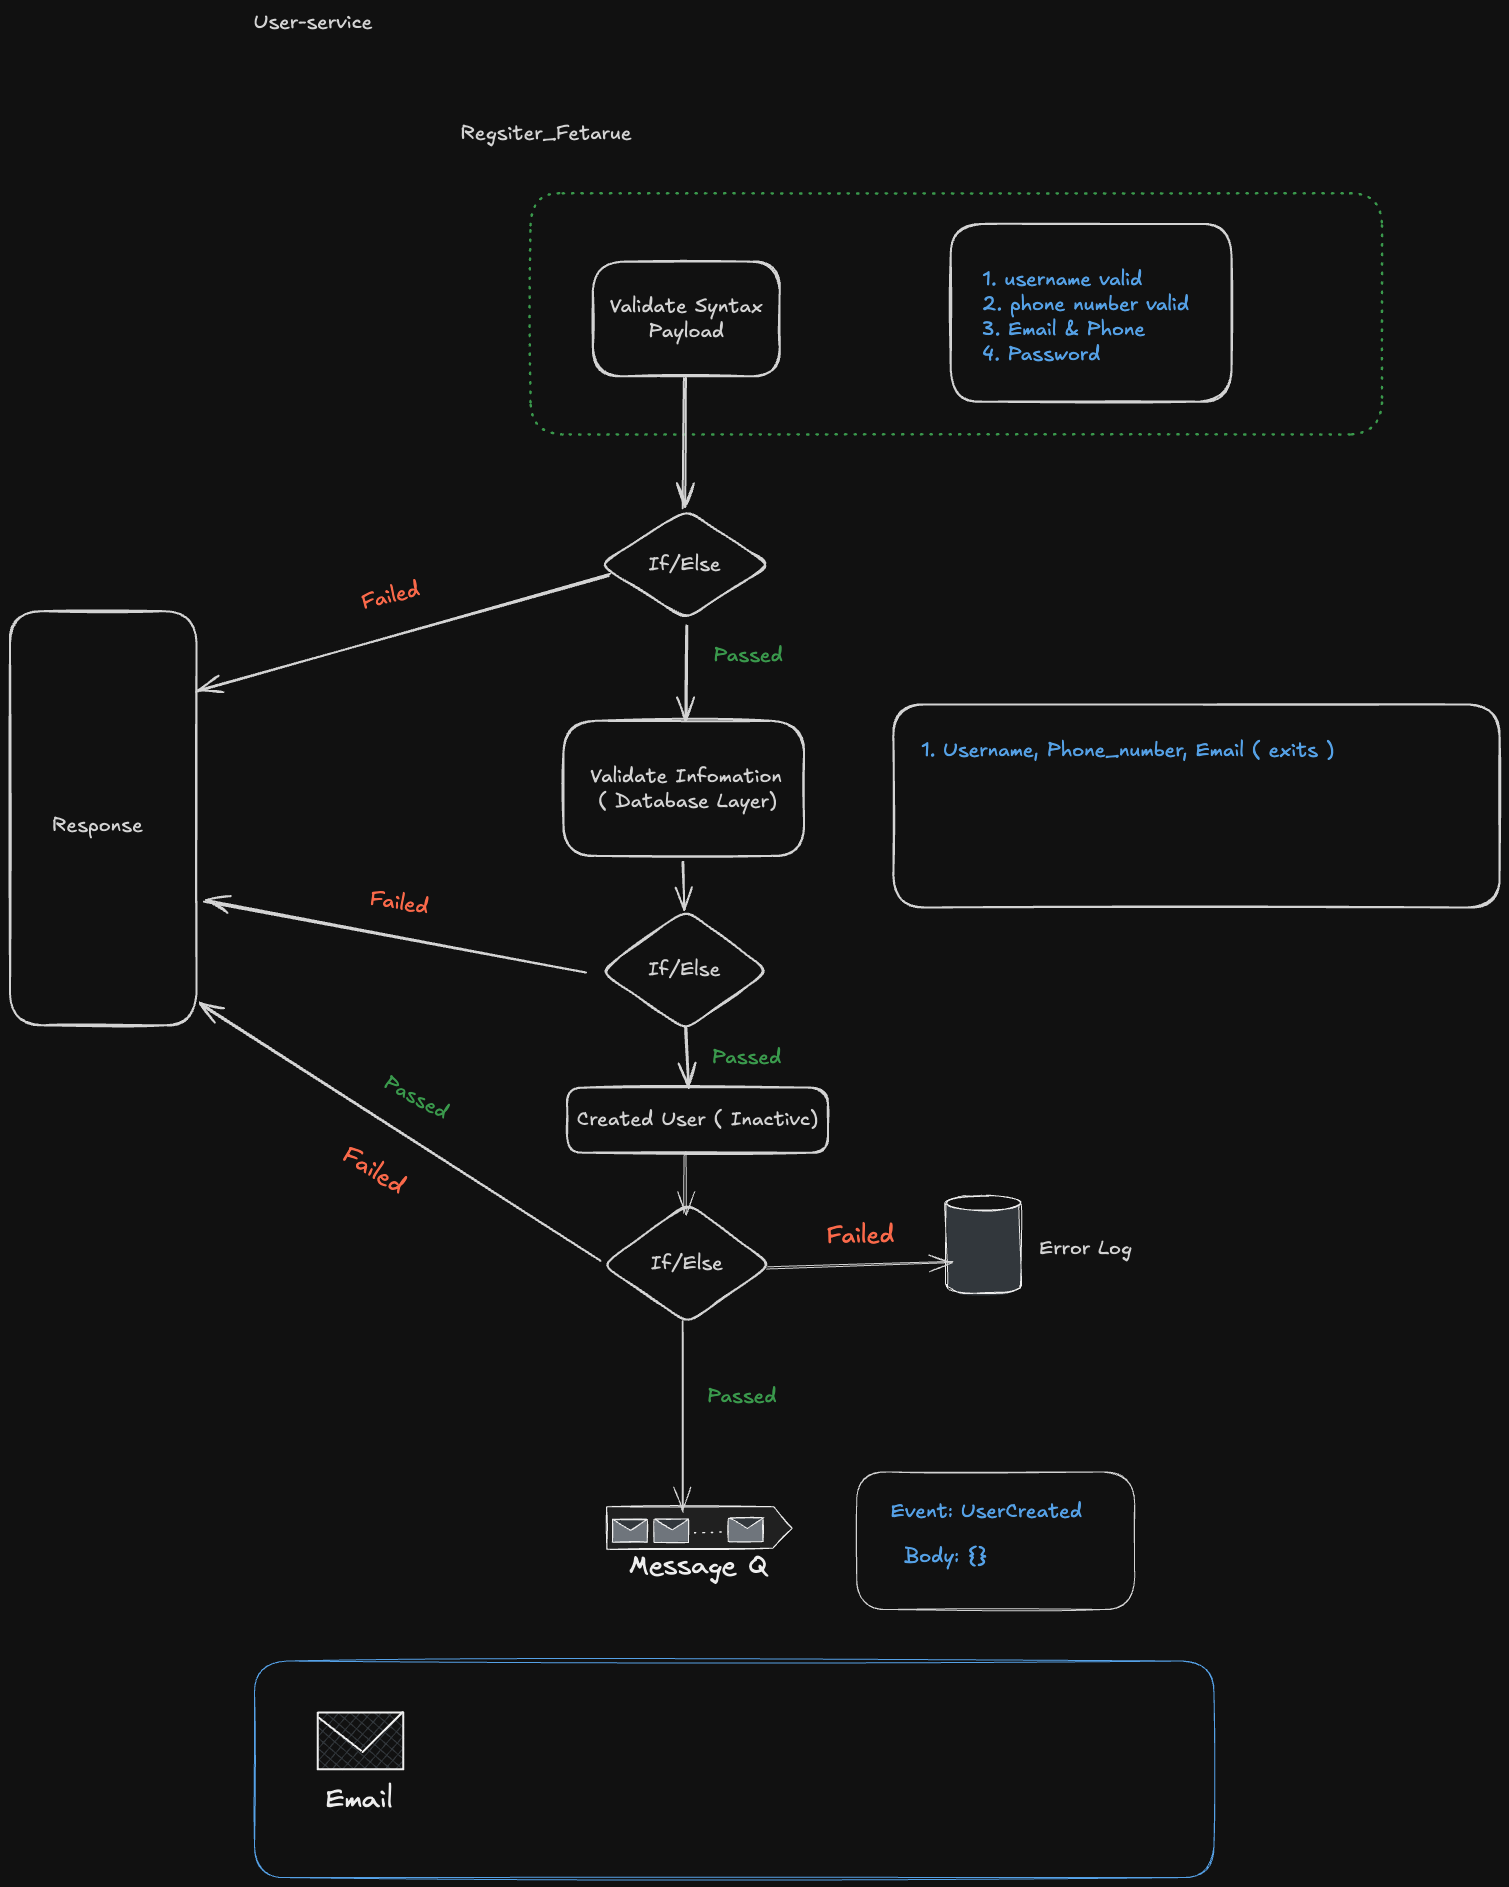 User-service
Regsiter_Fetarue
Validate Syntax
Payload
1. username valid
2. phone number valid
3. Email & Phone
4. Password
If/Else
Failed
Passed
Validate Infomation
( Database Layer)
1. Username, Phone_number, Email ( exits )
Response
Failed
If/Else
Passed
Passed
Created User ( Inactivc)
Failed
If/Else
Failed
Error Log
Passed
Message Q
Event: UserCreated
Body: {}
Email